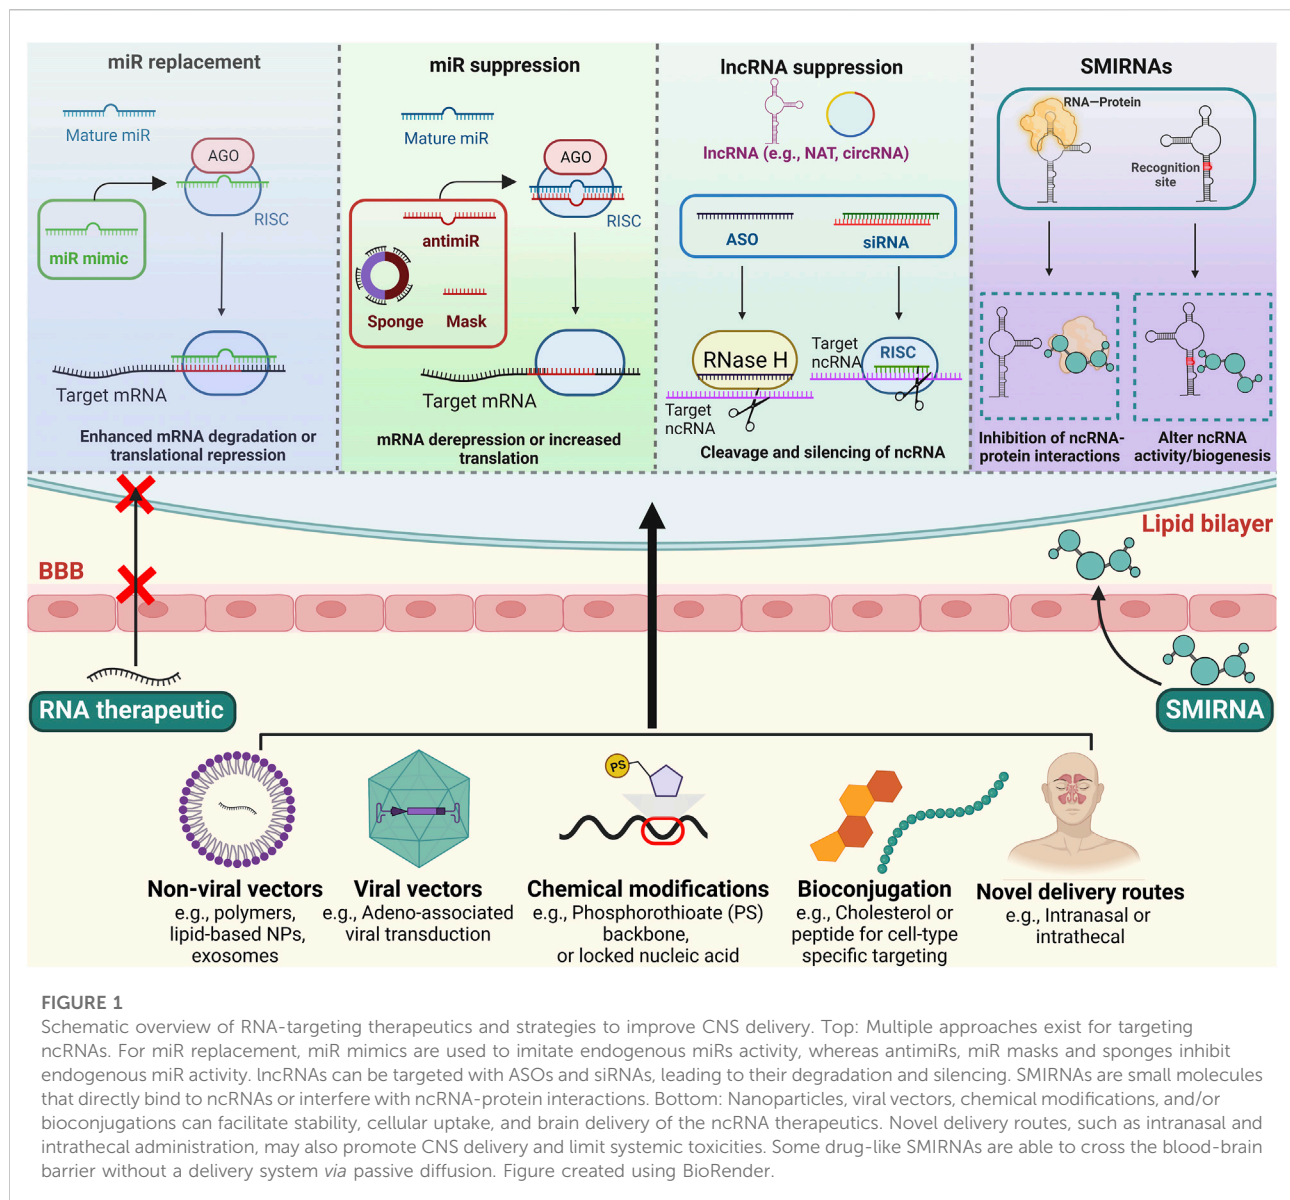 miR replacement
Mature miR
AGO
RISC
miR mimic
Target mRNA
Enhanced mRNA degradation or
translational repression
miR suppression
Mature miR
AGO
RISC
antimiR
Sponge
Mask
Target mRNA
mRNA derepression or increased
translation
lncRNA suppression
lncRNA (e.g., NAT, circRNA)
ASO
siRNA
RNase H
Target
ncRNA
Target
ncRNA
RISC
Cleavage and silencing of ncRNA
SMIRNAs
RNA–Protein
Recognition
site
Inhibition of ncRNA-
protein interactions
Alter ncRNA
activity/biogenesis
Lipid bilayer
BBB
RNA therapeutic
SMIRNA
PS
Non-viral vectors
e.g., polymers,
lipid-based NPs,
exosomes
Viral vectors
e.g., Adeno-associated
viral transduction
Chemical modifications
e.g., Phosphorothioate (PS)
backbone,
or locked nucleic acid
Bioconjugation
e.g., Cholesterol or
peptide for cell-type
specific targeting
Novel delivery routes
e.g., Intranasal or
intrathecal
FIGURE 1
Schematic overview of RNA-targeting therapeutics and strategies to improve CNS delivery. Top: Multiple approaches exist for targeting
ncRNAs. For miR replacement, miR mimics are used to imitate endogenous miRs activity, whereas antimiRs, miR masks and sponges inhibit
endogenous miR activity. lncRNAs can be targeted with ASOs and siRNAs, leading to their degradation and silencing. SMIRNAs are small molecules
that directly bind to ncRNAs or interfere with ncRNA-protein interactions. Bottom: Nanoparticles, viral vectors, chemical modifications, and/or
bioconjugations can facilitate stability, cellular uptake, and brain delivery of the ncRNA therapeutics. Novel delivery routes, such as intranasal and
intrathecal administration, may also promote CNS delivery and limit systemic toxicities. Some drug-like SMIRNAs are able to cross the blood-brain
barrier without a delivery system via passive diffusion. Figure created using BioRender.